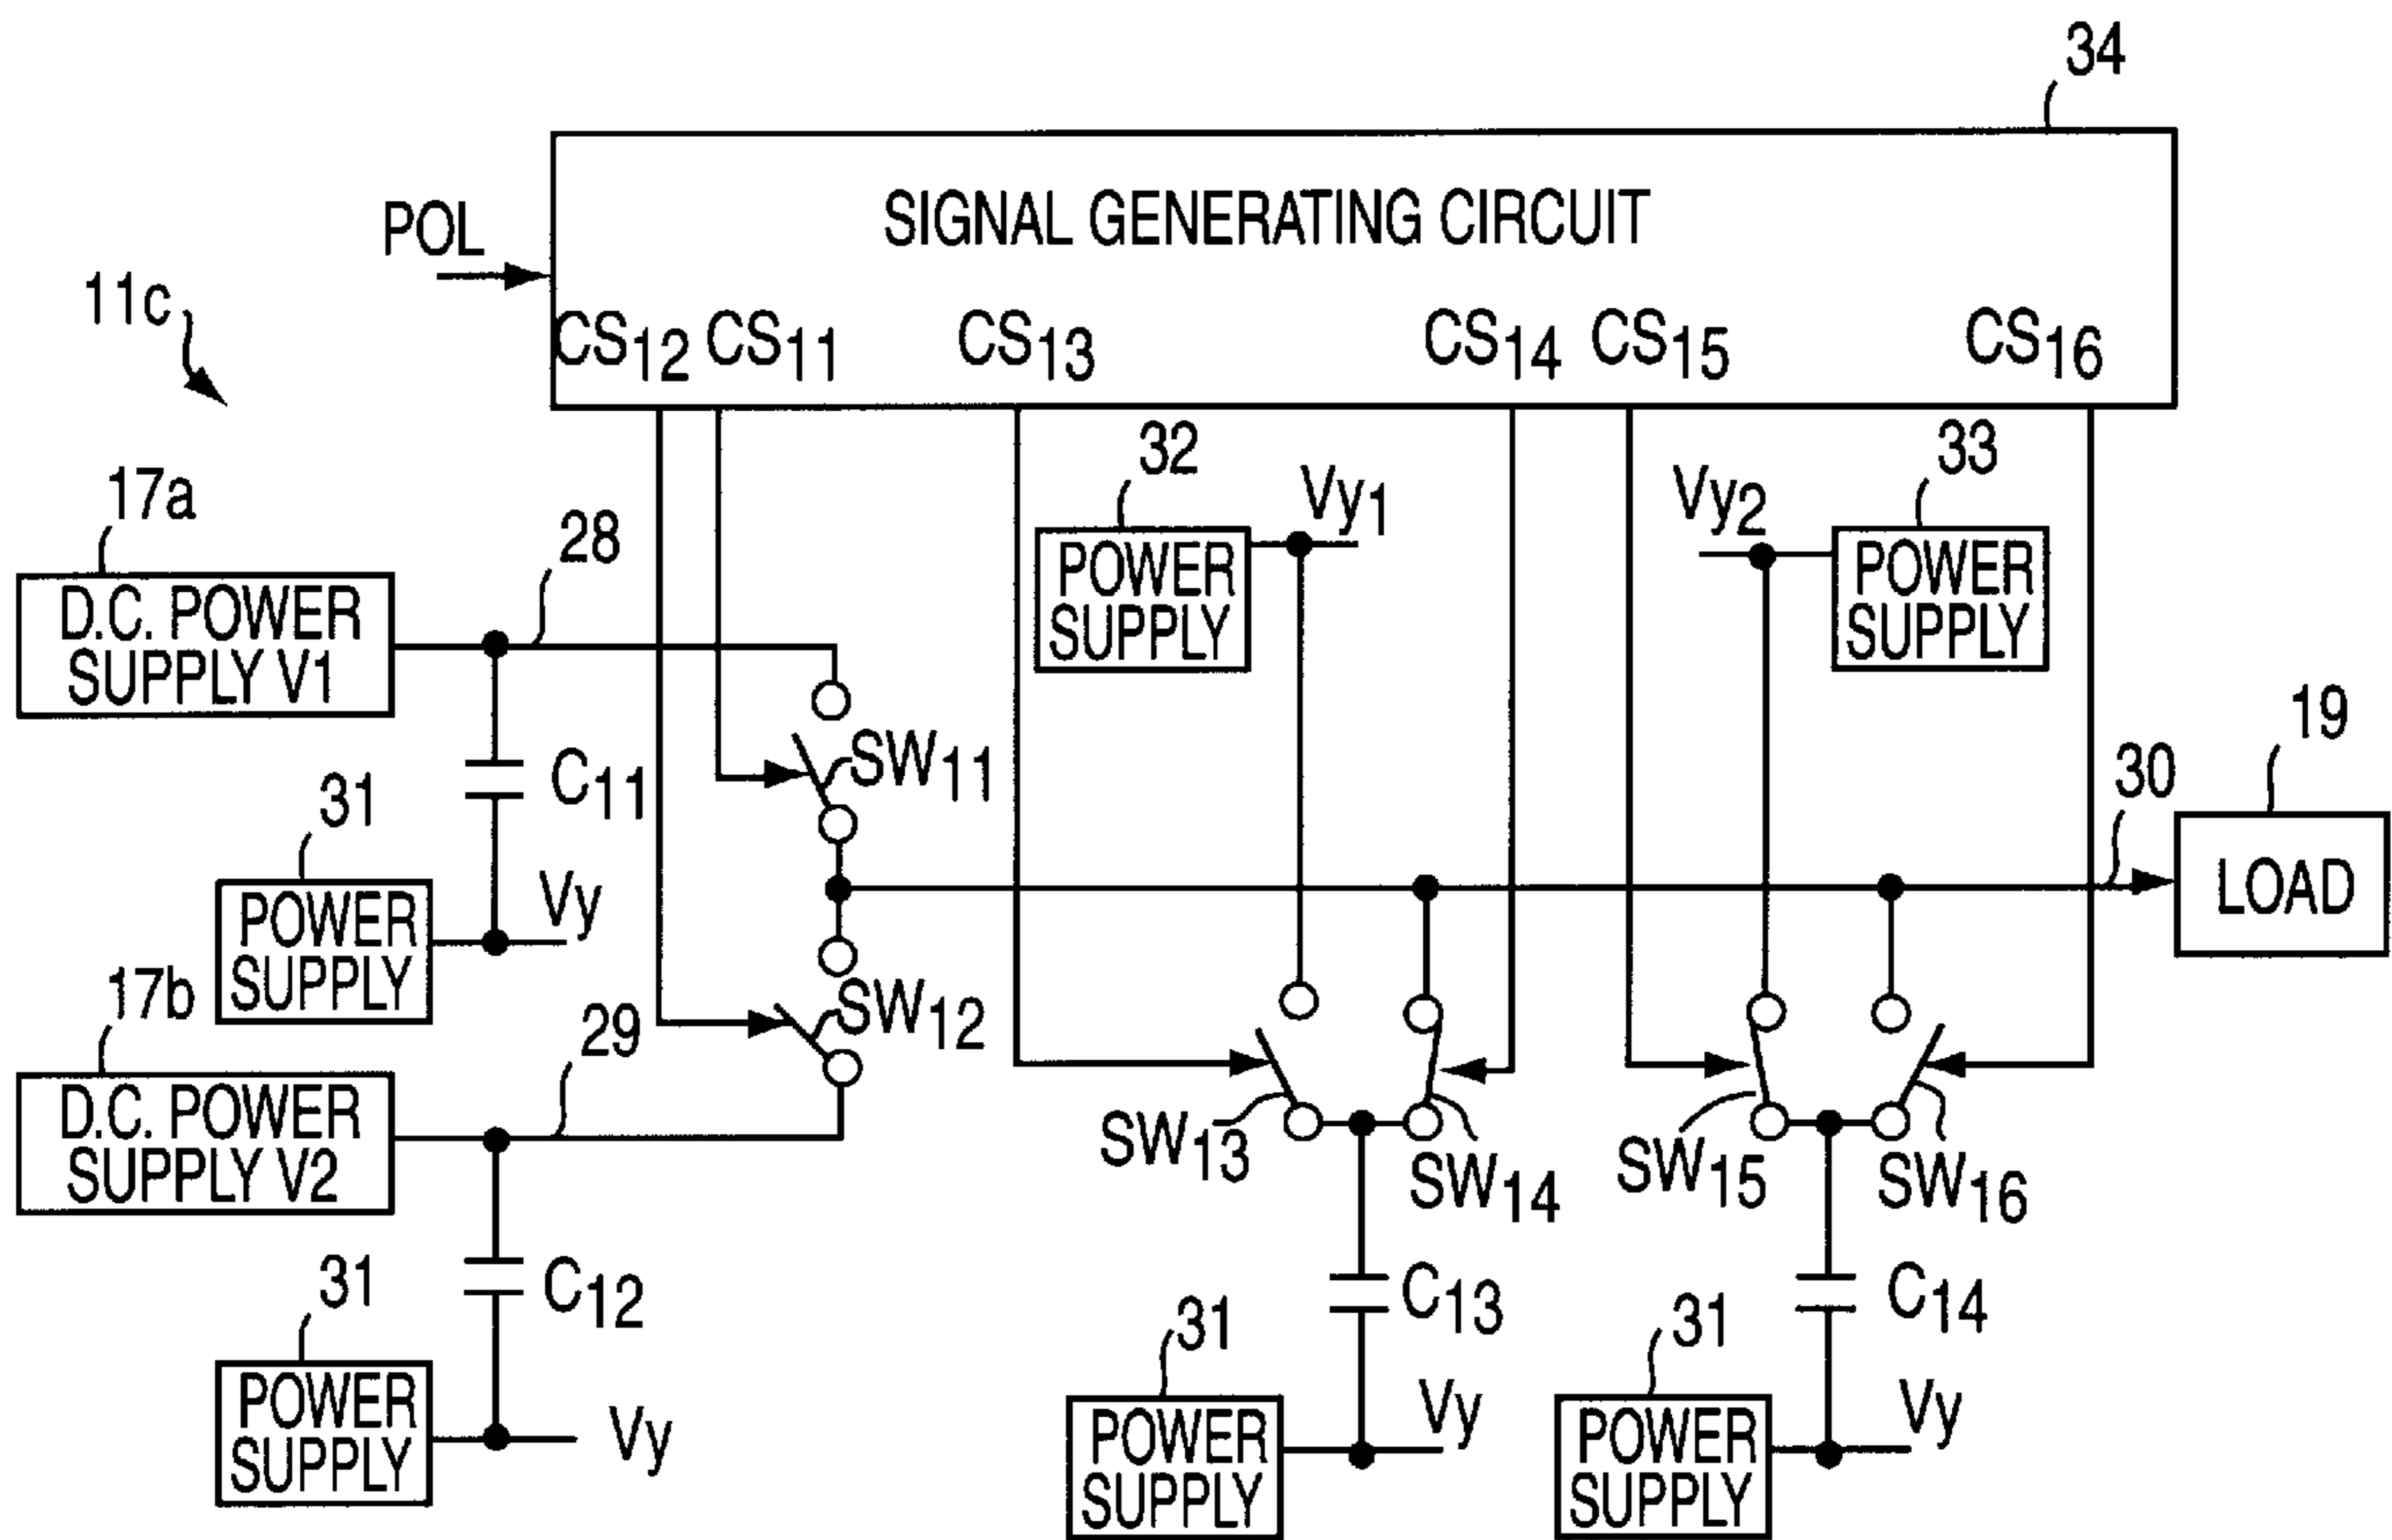 34
SIGNAL GENERATING CIRCUIT
POL
11c
CS12 CS11 CS13 CS14 CS15 CS16
32
Vy1
Vy2
33
17a
28
POWER
SUPPLY
POWER
SUPPLY
D.C. POWER
SUPPLY V1
19
SW11
30
C11
31
LOAD
Vy
POWER
SUPPLY
17b
SW12
29
D.C. POWER
SUPPLY V2
SW13
SW14
SW15
SW16
31
C12
C13
C14
31
31
POWER
SUPPLY
Vy
Vy
Vy
POWER
SUPPLY
POWER
SUPPLY